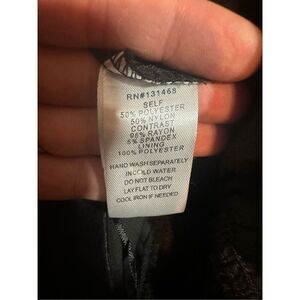 RN#131468
SELF
50% POLYESTER
50% NYLON
CONTRAST
95% RAYON
5% SPANDEX
LINING
100% POLYESTER
HAND WASH SEPARATELY
IN COLD WATER
DO NOT BLEACH
LAY FLAT TO DRY
COOL IRON IF NEEDED